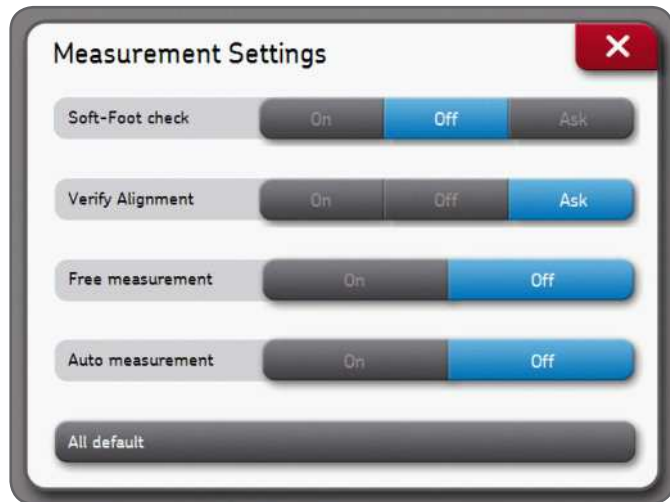 Measurement Settings
Soft-Foot check On Off Ask
Verify Alignment On Off Ask
Free measurement On Off
Auto measurement On Off
All default